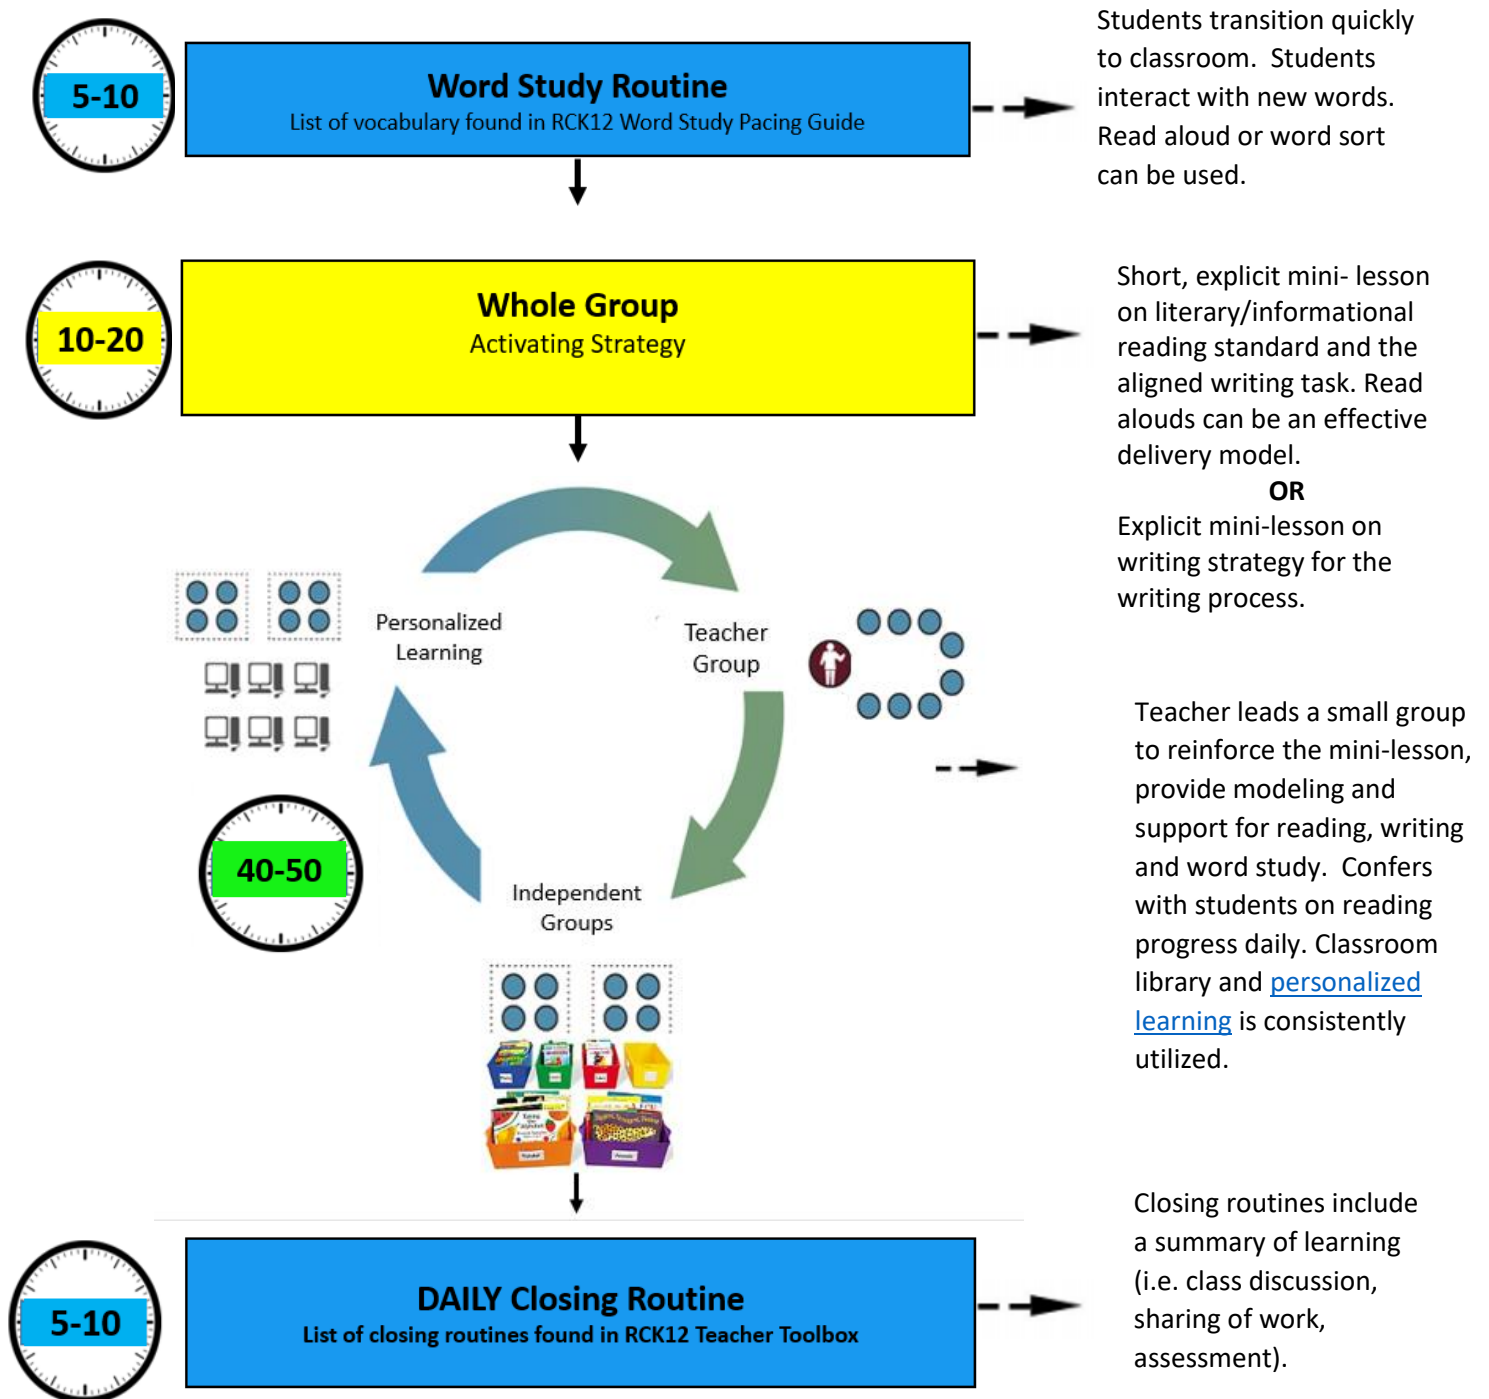 5-10
Word Study Routine
List of vocabulary found in RCK12 Word Study Pacing Guide
Students transition quickly
to classroom.  Students
interact with new words.
Read aloud or word sort
can be used.
10-20
Whole Group
Activating Strategy
Short, explicit mini- lesson
on literary/informational
reading standard and the
aligned writing task. Read
alouds can be an effective
delivery model.
OR
Explicit mini-lesson on
writing strategy for the
writing process.
Personalized
Learning
Teacher
Group
40-50
Independent
Groups
Teacher leads a small group
to reinforce the mini-lesson,
provide modeling and
support for reading, writing
and word study.  Confers
with students on reading
progress daily. Classroom
library and personalized
learning is consistently
utilized.
5-10
DAILY Closing Routine
List of closing routines found in RCK12 Teacher Toolbox
Closing routines include
a summary of learning
(i.e. class discussion,
sharing of work,
assessment).